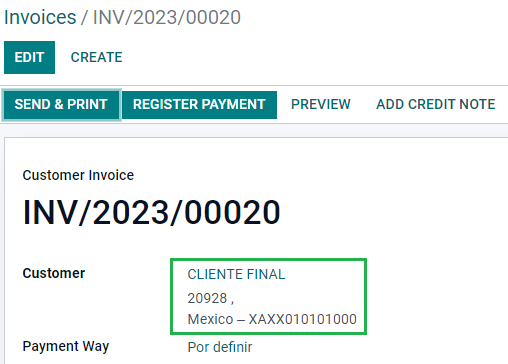 Invoices / INV/2023/00020
EDIT CREATE
SEND & PRINT REGISTER PAYMENT PREVIEW ADD CREDIT NOTE
Customer Invoice
INV/2023/00020
Customer CLIENTE FINAL
20928 ,
Mexico – XAXX010101000
Payment Way Por definir